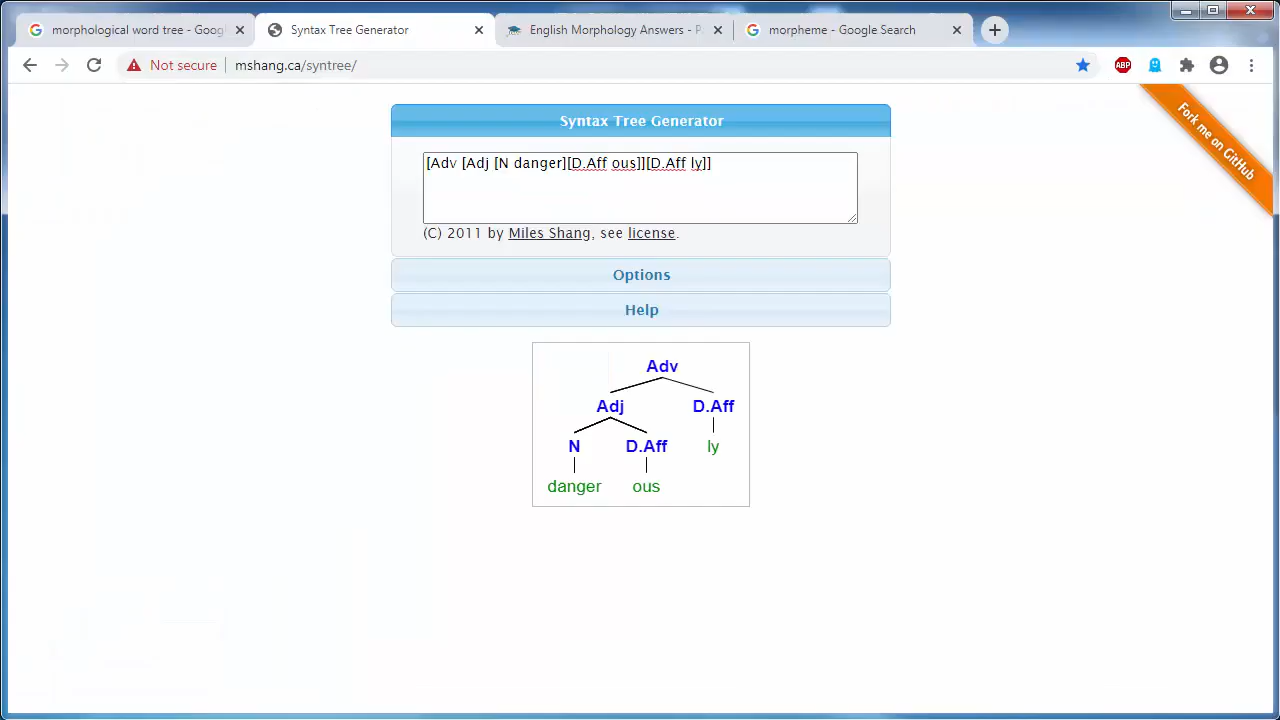 morphological word tree - Goog
Syntax Tree Generator
English Morphology Answers - P
morpheme - Google Search
Not secure
mshang.ca/syntree/
ABP
Fork me on GitHub
Syntax Tree Generator
[Adv [Adj [N danger][D.Aff ous]][D.Aff ly]]
(C) 2011 by Miles Shang, see license.
Options
Help
Adv
Adj D.Aff
N D.Aff ly
danger ous